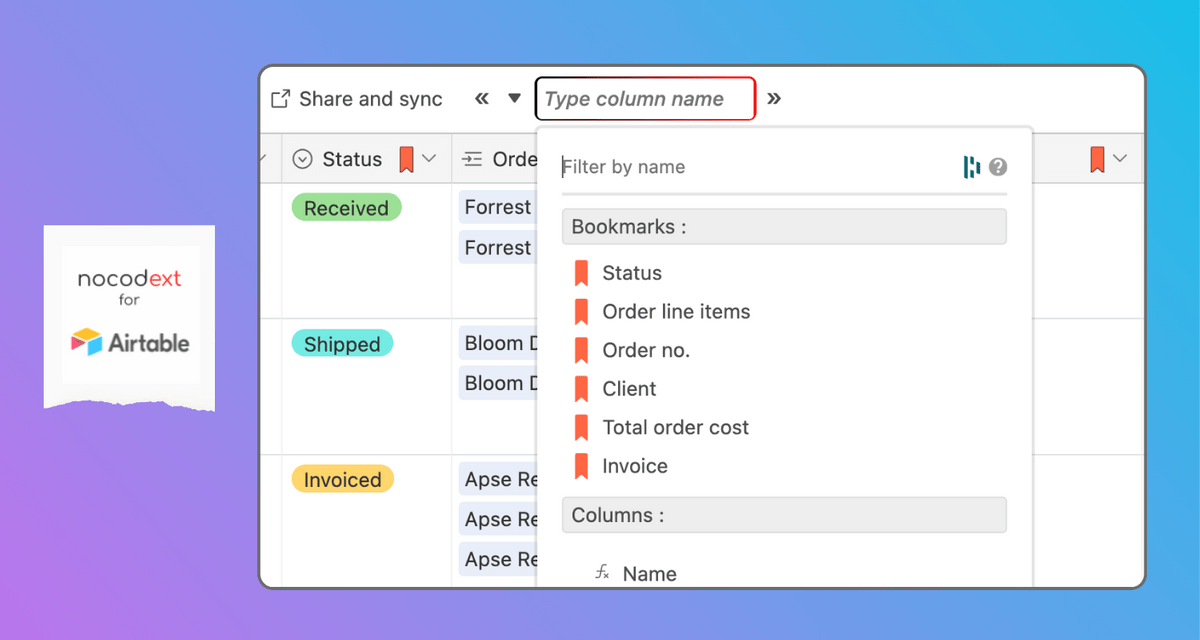 nocodext
for
Airtable
Share and sync « ▼ Type column name »
Status
Orde
Received
Forrest
Forrest
Shipped
Bloom D
Bloom D
Invoiced
Apse Re
Apse Re
Apse Re
Filter by name
Bookmarks :
Status
Order line items
Order no.
Client
Total order cost
Invoice
Columns :
fx Name